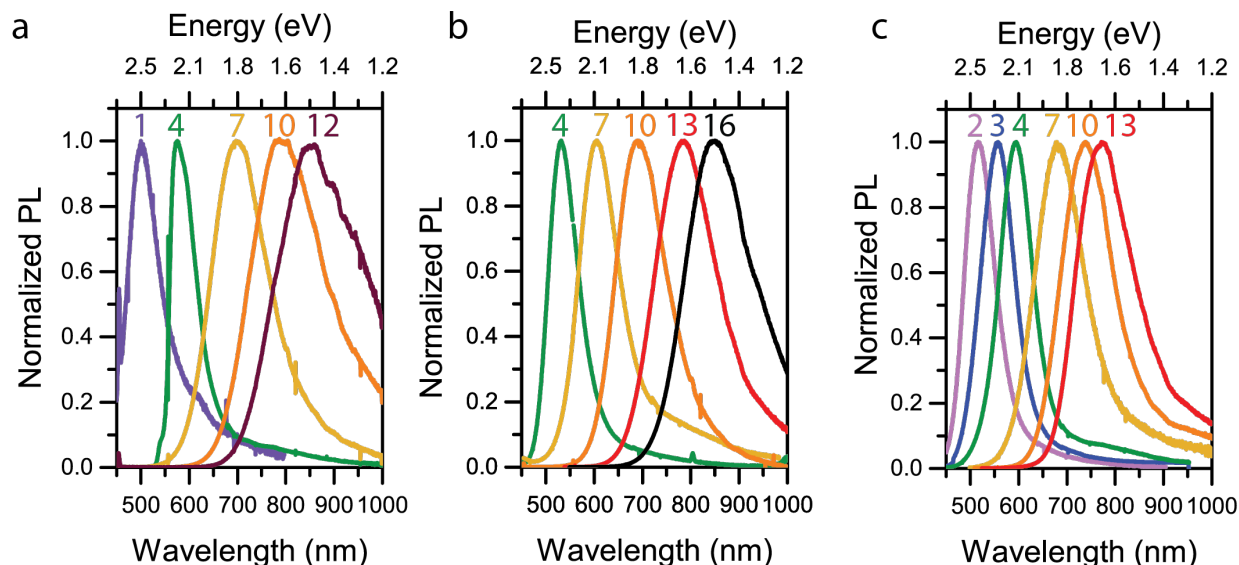 a
Energy (eV)
2.5 2.1 1.8 1.6 1.4 1.2
1 4 7 10 12
1.0
0.8
0.6
0.4
0.2
0.0
Normalized PL
500 600 700 800 900 1000
Wavelength (nm)
b
Energy (eV)
2.5 2.1 1.8 1.6 1.4 1.2
4 7 10 13 16
1.0
0.8
0.6
0.4
0.2
0.0
Normalized PL
500 600 700 800 900 1000
Wavelength (nm)
c
Energy (eV)
2.5 2.1 1.8 1.6 1.4 1.2
2 3 4 7 10 13
1.0
0.8
0.6
0.4
0.2
0.0
Normalized PL
500 600 700 800 900 1000
Wavelength (nm)